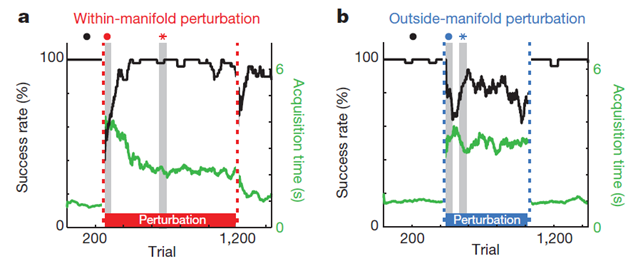 a
Within-manifold perturbation
100
Success rate (%)
0
6
Acquisition time (s)
0
Perturbation
200
1,200
Trial
b
Outside-manifold perturbation
100
Success rate (%)
0
6
Acquisition time (s)
0
Perturbation
200
1,200
Trial